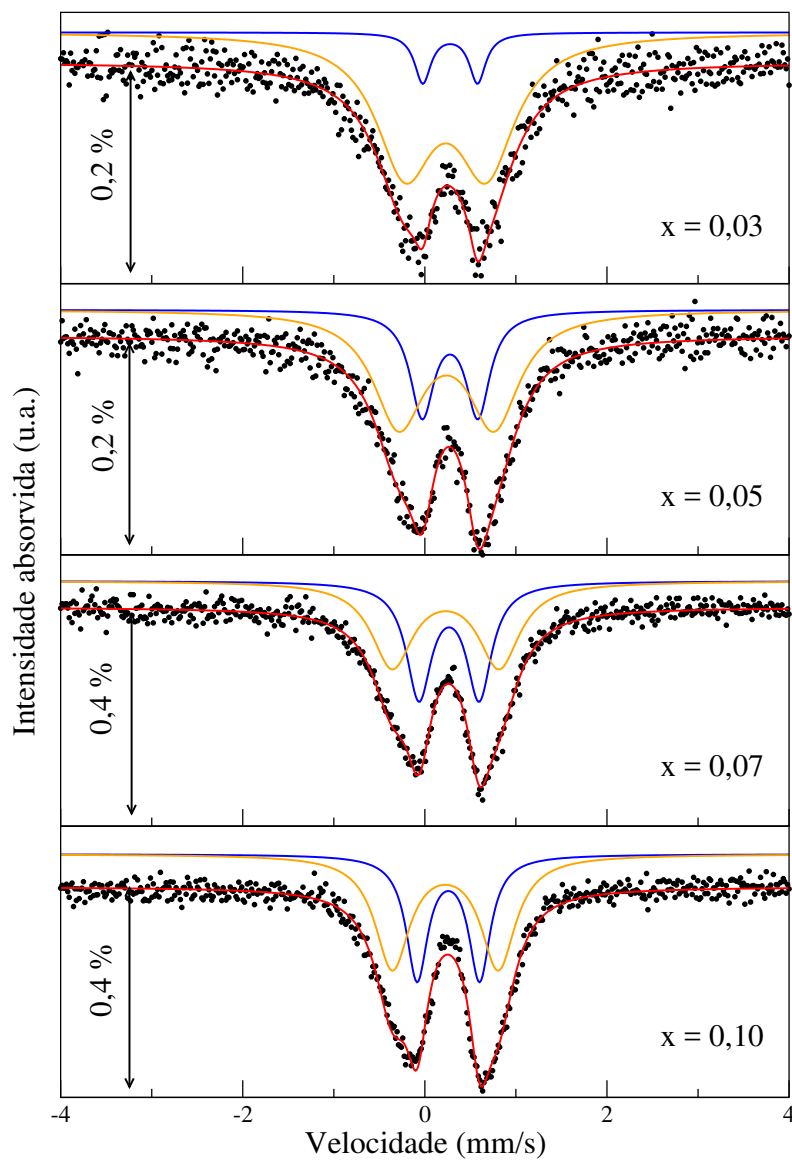 0,2 %
x = 0,03
0,2 %
x = 0,05
Intensidade absorvida (u.a.)
0,4 %
x = 0,07
0,4 %
x = 0,10
-4 -2 0 2 4
Velocidade (mm/s)